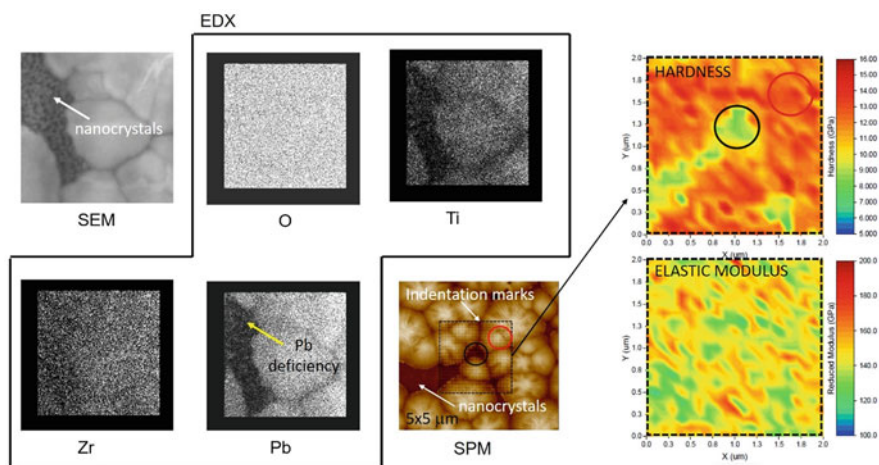 EDX
nanocrystals
SEM
O
Ti
Zr
Pb
deficiency
Pb
Indentation marks
nanocrystals
5x5 µm
SPM
HARDNESS
2.0
1.8
1.5
1.3
1.0
0.8
0.5
0.3
0.0
Y (um)
0.0 0.3 0.5 0.8 1.0 1.3 1.5 1.8 2.0
X (um)
16.00
15.00
14.00
13.00
12.00
11.00
10.00
9.000
8.000
7.000
6.000
5.000
Hardness (GPa)
ELASTIC MODULUS
2.0
1.8
1.5
1.3
1.0
0.8
0.5
0.3
0.0
Y (um)
0.0 0.3 0.5 0.8 1.0 1.3 1.5 1.8 2.0
X (um)
200.0
180.0
160.0
140.0
120.0
100.0
Reduced Modulus (GPa)